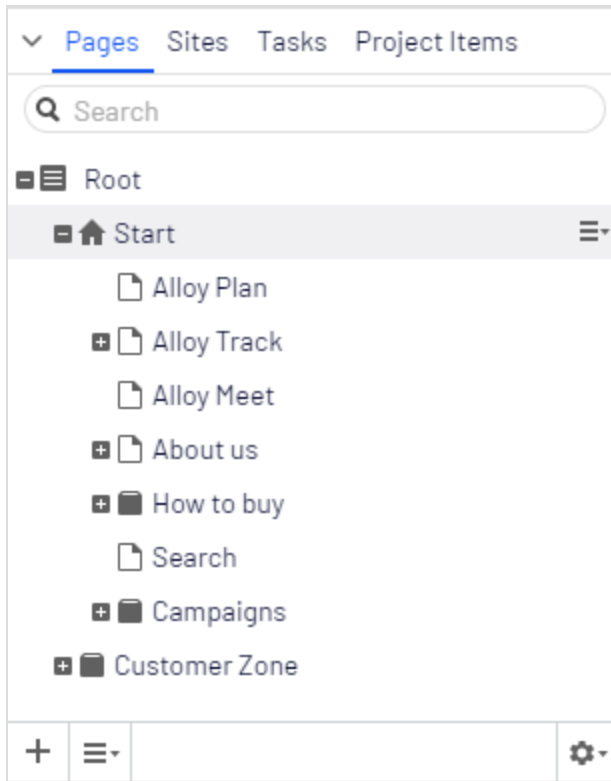 Pages Sites Tasks Project Items
Search
Root
Start
Alloy Plan
Alloy Track
Alloy Meet
About us
How to buy
Search
Campaigns
Customer Zone